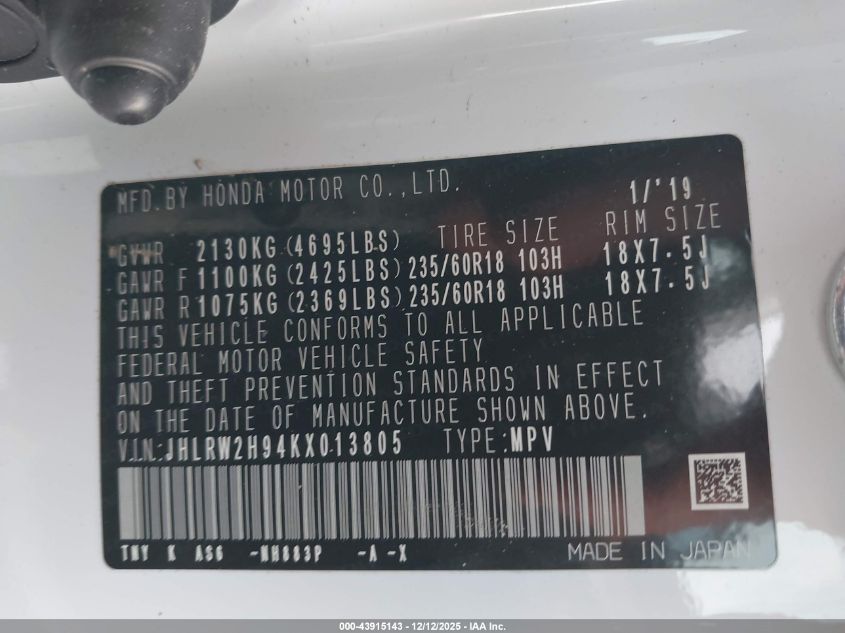 MFD.BY HONDA MOTOR CO.,LTD. 1/'19
GVWR 2130KG (4695LBS) TIRE SIZE RIM SIZE
GAWR F 1100KG (2425LBS) 235/60R18 103H 18X7.5J
GAWR R 1075KG (2369LBS) 235/60R18 103H 18X7.5J
THIS VEHICLE CONFORMS TO ALL APPLICABLE
FEDERAL MOTOR VEHICLE SAFETY
AND THEFT PREVENTION STANDARDS IN EFFECT
ON THE DATE OF MANUFACTURE SHOWN ABOVE.
V.I.N.:JHLRW2H94KX013805 TYPE:MPV
TNY K AS6 -NH883P -A -X MADE IN JAPAN
000-43915143 - 12/12/2025 - IAA Inc.